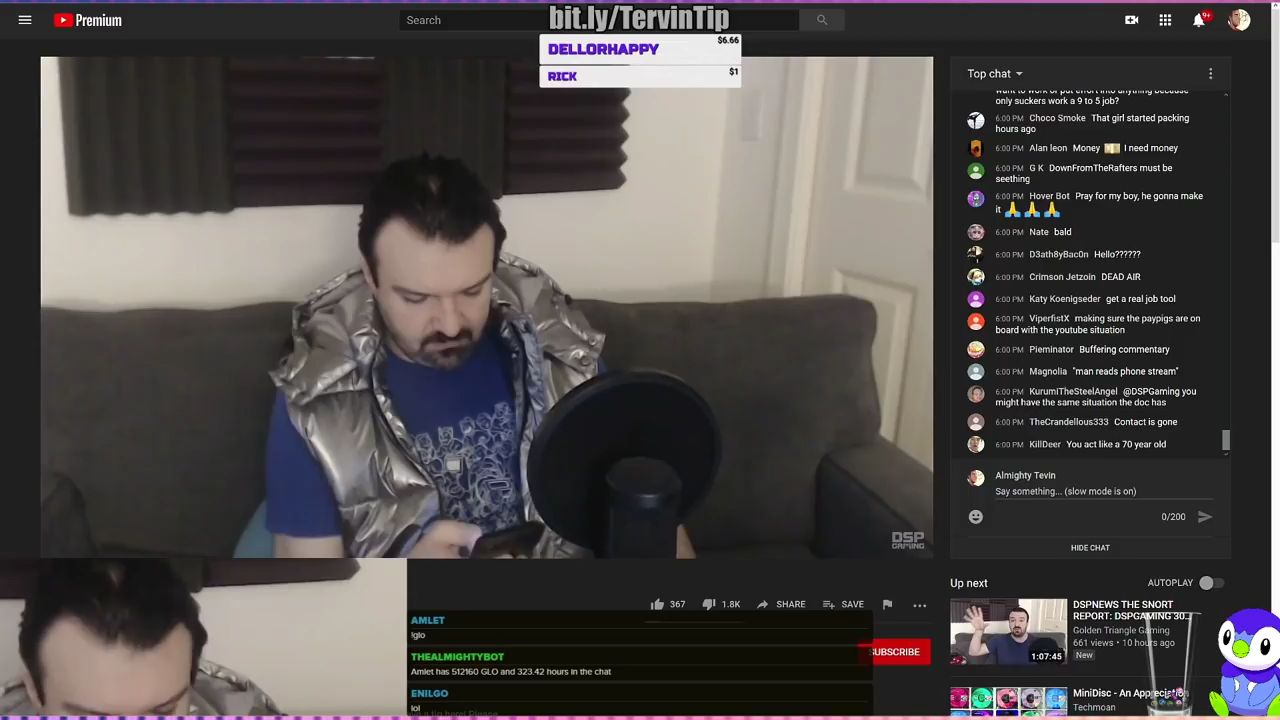 Premium
Search
bit.ly/TervinTip
9+
DELLORHAPPY
$6.66
RICK
$1
Top chat
want to work or put effort into anything because
only suckers work a 9 to 5 job?
6:00 PM Choco Smoke That girl started packing
hours ago
6:00 PM Alan leon Money 💴 I need money
6:00 PM G K DownFromTheRafters must be
seething
6:00 PM Hover Bot Pray for my boy, he gonna make
it 🙏 🙏 🙏
6:00 PM Nate bald
6:00 PM D3ath8yBac0n Hello??????
6:00 PM Crimson Jetzoin DEAD AIR
6:00 PM Katy Koenigseder get a real job tool
6:00 PM ViperfistX making sure the paypigs are on
board with the youtube situation
6:00 PM Pieminator Buffering commentary
6:00 PM Magnolia "man reads phone stream"
6:00 PM KurumiTheSteelAngel @DSPGaming you
might have the same situation the doc has
6:00 PM TheCrandellous333 Contact is gone
6:00 PM KillDeer You act like a 70 year old
Almighty Tevin
Say something... (slow mode is on)
0/200
HIDE CHAT
DSP
GAMING
367
1.8K
SHARE
SAVE
SUBSCRIBE
AMLET
!glo
THEALMIGHTYBOT
Amlet has 512160 GLO and 323.42 hours in the chat
ENILGO
lol
Up next
AUTOPLAY
DSPNEWS THE SNORT
REPORT: DSPGAMING 30...
Golden Triangle Gaming
661 views • 10 hours ago
New
1:07:45
MiniDisc - An Appreciation
Techmoan